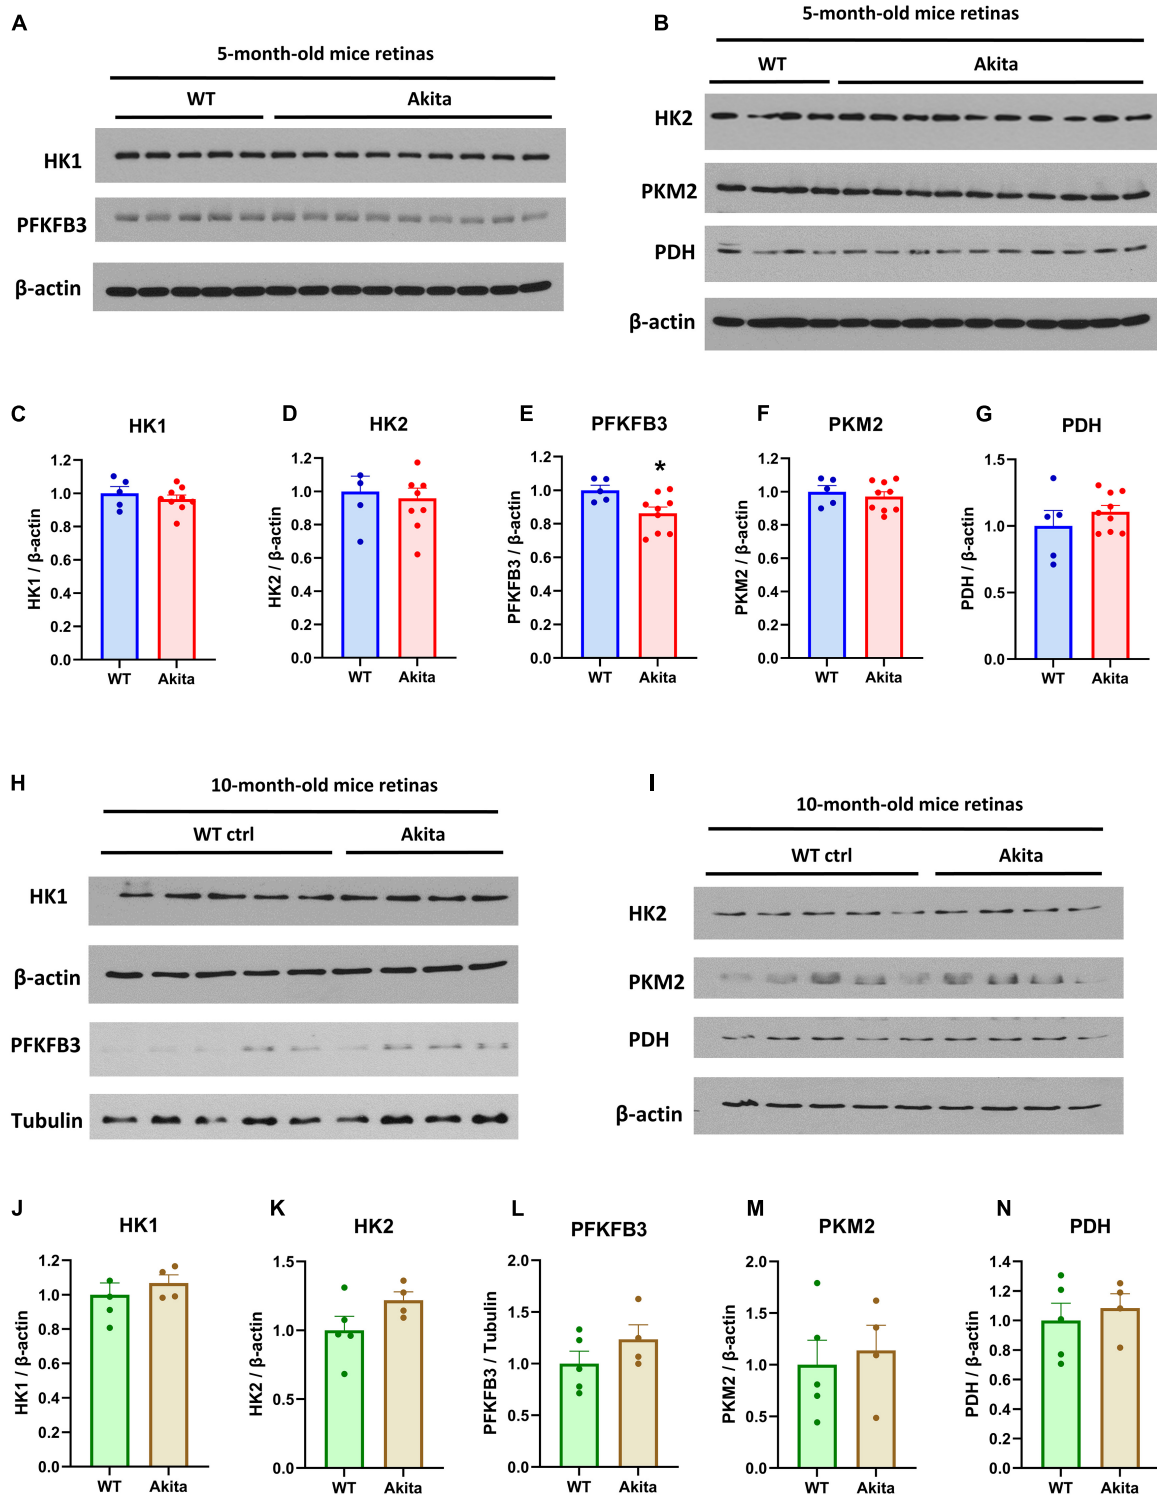 A
5-month-old mice retinas
WT Akita
HK1
PFKFB3
β-actin
B
5-month-old mice retinas
WT Akita
HK2
PKM2
PDH
β-actin
C
HK1
HK1 / β-actin
1.2
1.0
0.8
0.6
0.4
0.2
0.0
WT Akita
D
HK2
HK2 / β-actin
1.2
1.0
0.8
0.6
0.4
0.2
0.0
WT Akita
E
PFKFB3
PFKFB3 / β-actin
1.2
1.0
0.8
0.6
0.4
0.2
0.0
*
WT Akita
F
PKM2
PKM2 / β-actin
1.2
1.0
0.8
0.6
0.4
0.2
0.0
WT Akita
G
PDH
PDH / β-actin
1.5
1.0
0.5
0.0
WT Akita
H
10-month-old mice retinas
WT ctrl Akita
HK1
β-actin
PFKFB3
Tubulin
I
10-month-old mice retinas
WT ctrl Akita
HK2
PKM2
PDH
β-actin
J
HK1
HK1 / β-actin
1.2
1.0
0.8
0.6
0.4
0.2
0.0
WT Akita
K
HK2
HK2 / β-actin
1.5
1.0
0.5
0.0
WT Akita
L
PFKFB3
PFKFB3 / Tubulin
2.0
1.5
1.0
0.5
0.0
WT Akita
M
PKM2
PKM2 / β-actin
2.0
1.5
1.0
0.5
0.0
WT Akita
N
PDH
PDH / β-actin
1.4
1.2
1.0
0.8
0.6
0.4
0.2
0.0
WT Akita